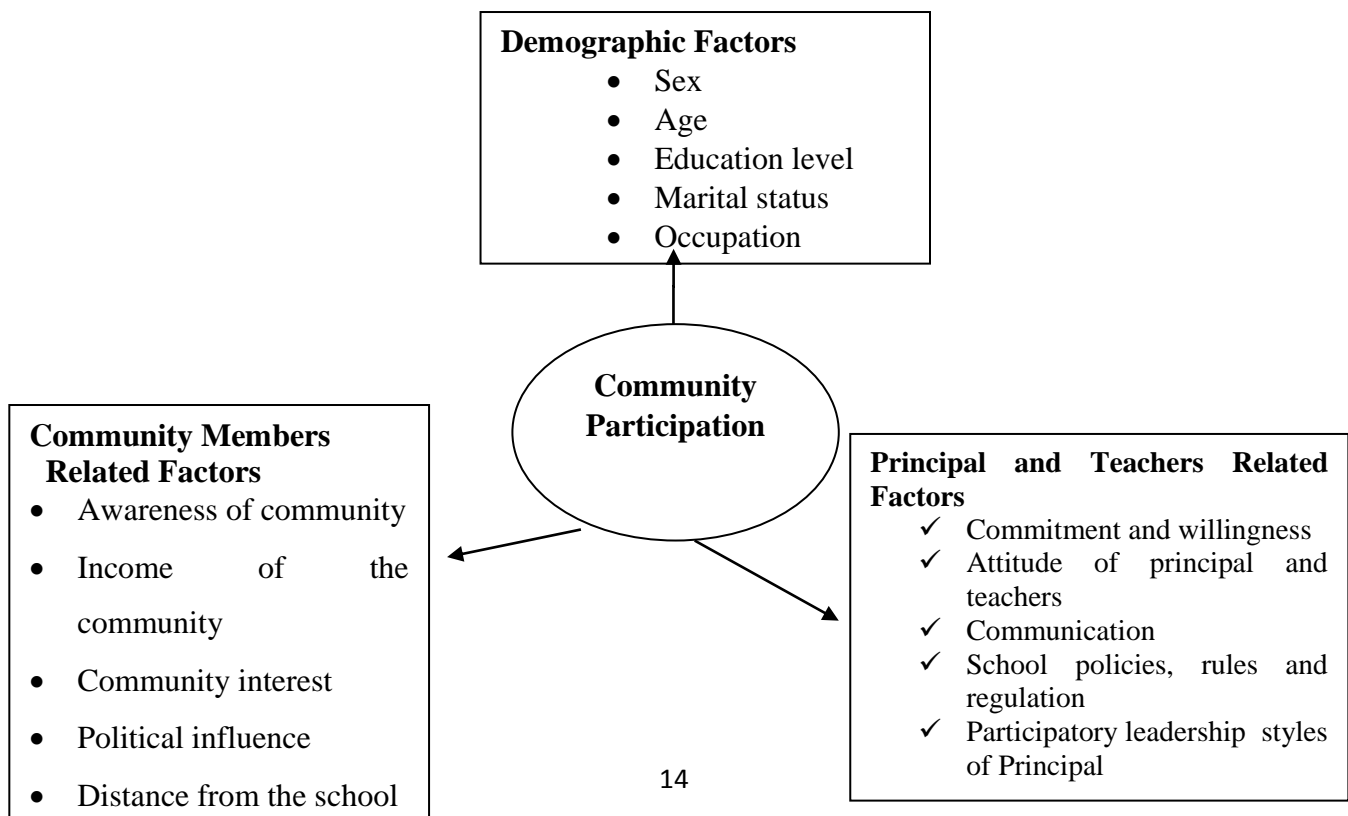 Demographic Factors
• Sex
• Age
• Education level
• Marital status
• Occupation
Community
Participation
Community Members
Related Factors
• Awareness of community
• Income of the
community
• Community interest
• Political influence
• Distance from the school
Principal and Teachers Related
Factors
✓ Commitment and willingness
✓ Attitude of principal and
teachers
✓ Communication
✓ School policies, rules and
regulation
✓ Participatory leadership styles
of Principal
14